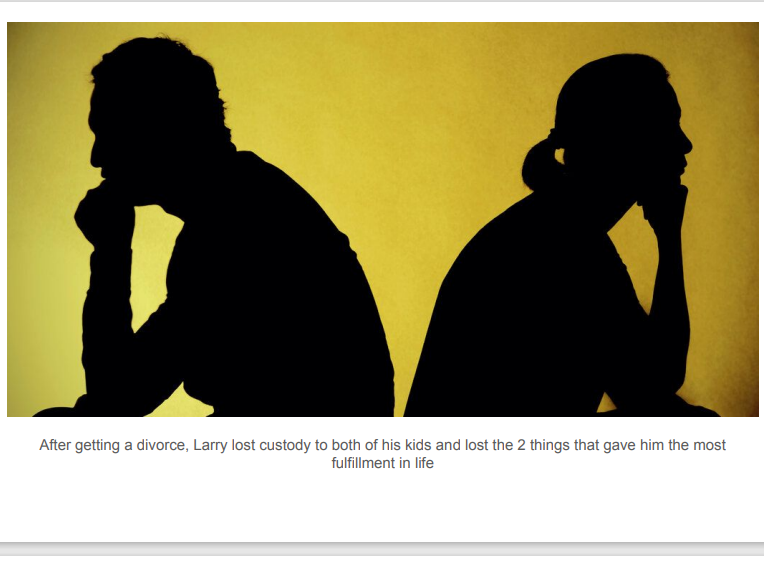 After getting a divorce, Larry lost custody to both of his kids and lost the 2 things that gave him the most
fulfillment in life